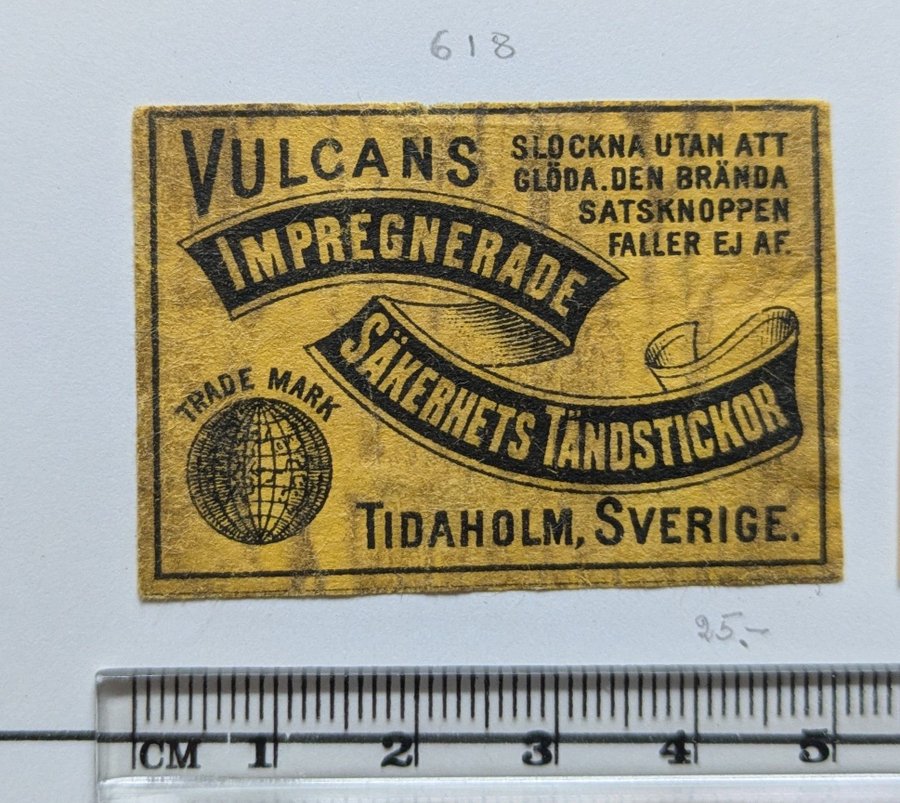 618
VULCANS
SLOCKNA UTAN ATT
GLÖDA. DEN BRÄNDA
SATSKNOPPEN
FALLER EJ AF.
IMPREGNERADE
SÄKERHETS TÄNDSTICKOR
TRADE MARK
TIDAHOLM, SVERIGE.
25.-
CM 1 2 3 4 5